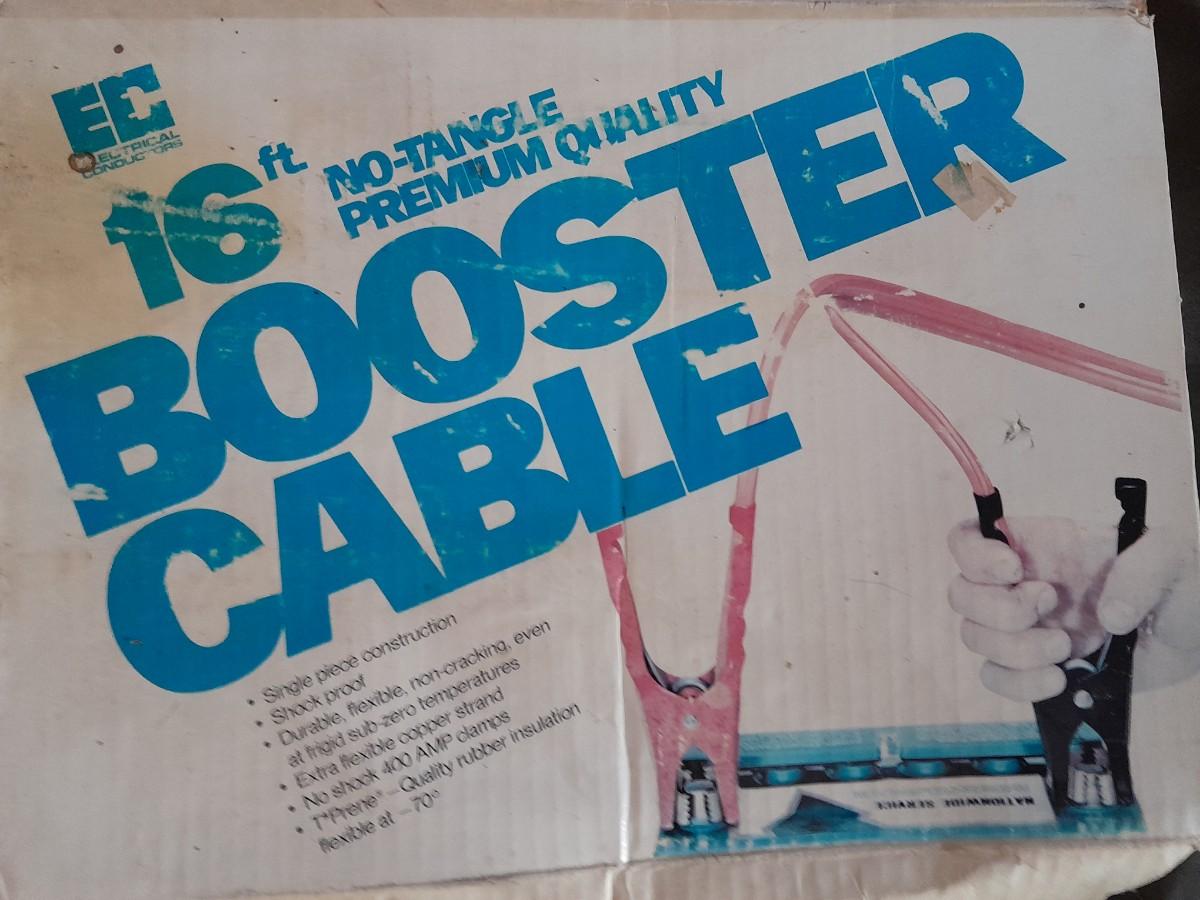 EC
ELECTRICAL
CONDUCTORS
16 ft.
NO-TANGLE
PREMIUM QUALITY
BOOSTER
CABLE
• Single piece construction
• Shock proof
• Durable, flexible, non-cracking, even
at frigid sub-zero temperatures
• Extra flexible copper strand
• No shock 400 AMP clamps
• T*Prene® – Quality rubber insulation
flexible at –70°
NATIONWIDE SERVICE